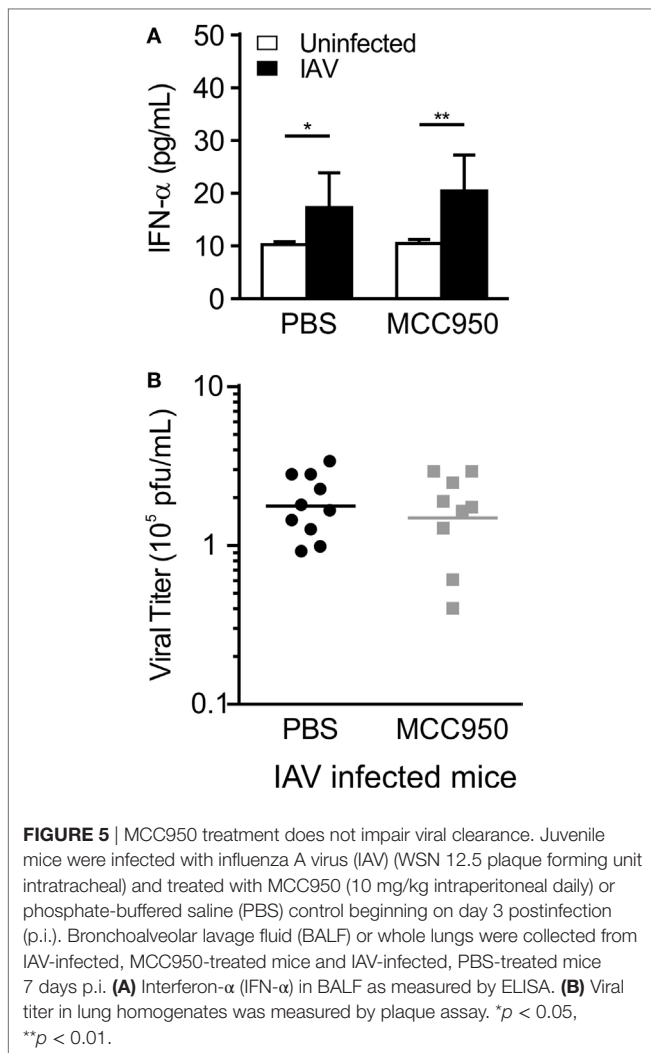 A
50
40
30
20
10
0
IFN-α (pg/mL)
Uninfected
IAV
*
**
PBS MCC950
B
10
1
0.1
Viral Titer (10⁵ pfu/mL)
PBS MCC950
IAV infected mice
FIGURE 5 | MCC950 treatment does not impair viral clearance. Juvenile
mice were infected with influenza A virus (IAV) (WSN 12.5 plaque forming unit
intratracheal) and treated with MCC950 (10 mg/kg intraperitoneal daily) or
phosphate-buffered saline (PBS) control beginning on day 3 postinfection
(p.i.). Bronchoalveolar lavage fluid (BALF) or whole lungs were collected from
IAV-infected, MCC950-treated mice and IAV-infected, PBS-treated mice
7 days p.i. (A) Interferon-α (IFN-α) in BALF as measured by ELISA. (B) Viral
titer in lung homogenates was measured by plaque assay. *p < 0.05,
**p < 0.01.